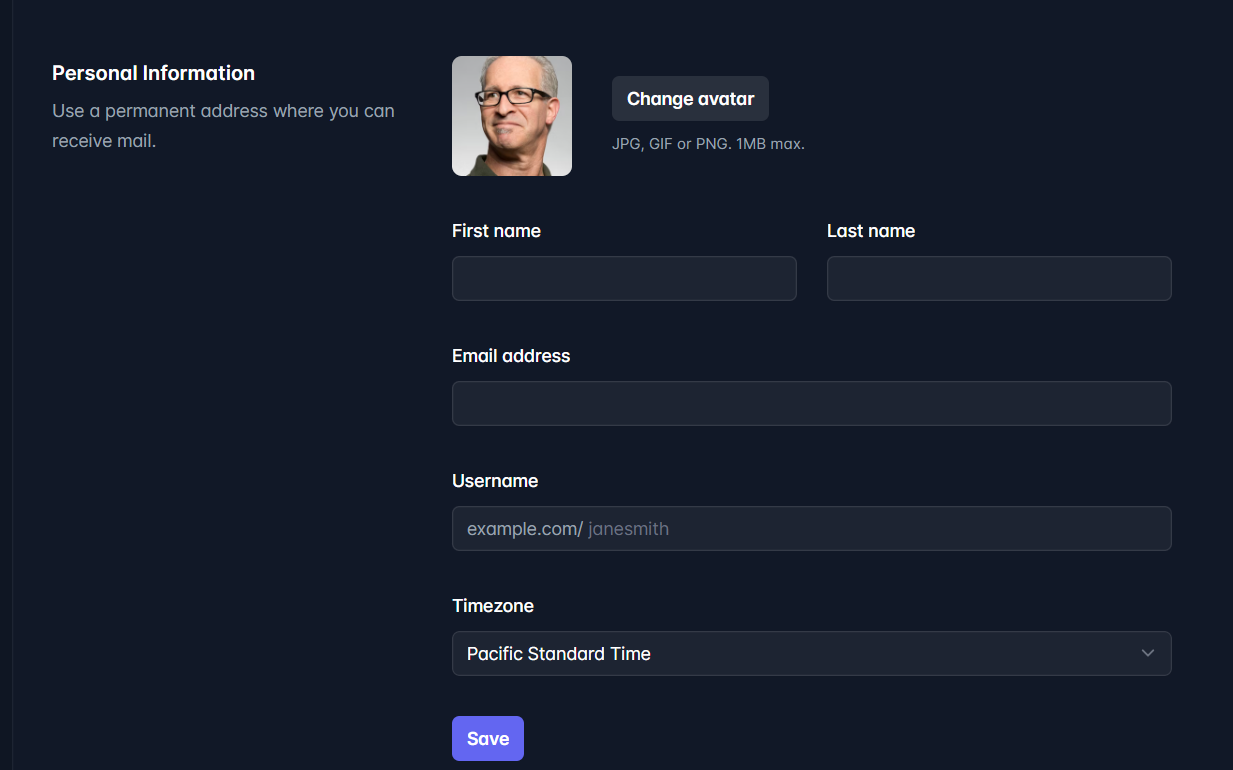 Personal Information
Use a permanent address where you can
receive mail.
Change avatar
JPG, GIF or PNG. 1MB max.
First name
Last name
Email address
Username
example.com/ janesmith
Timezone
Pacific Standard Time
Save